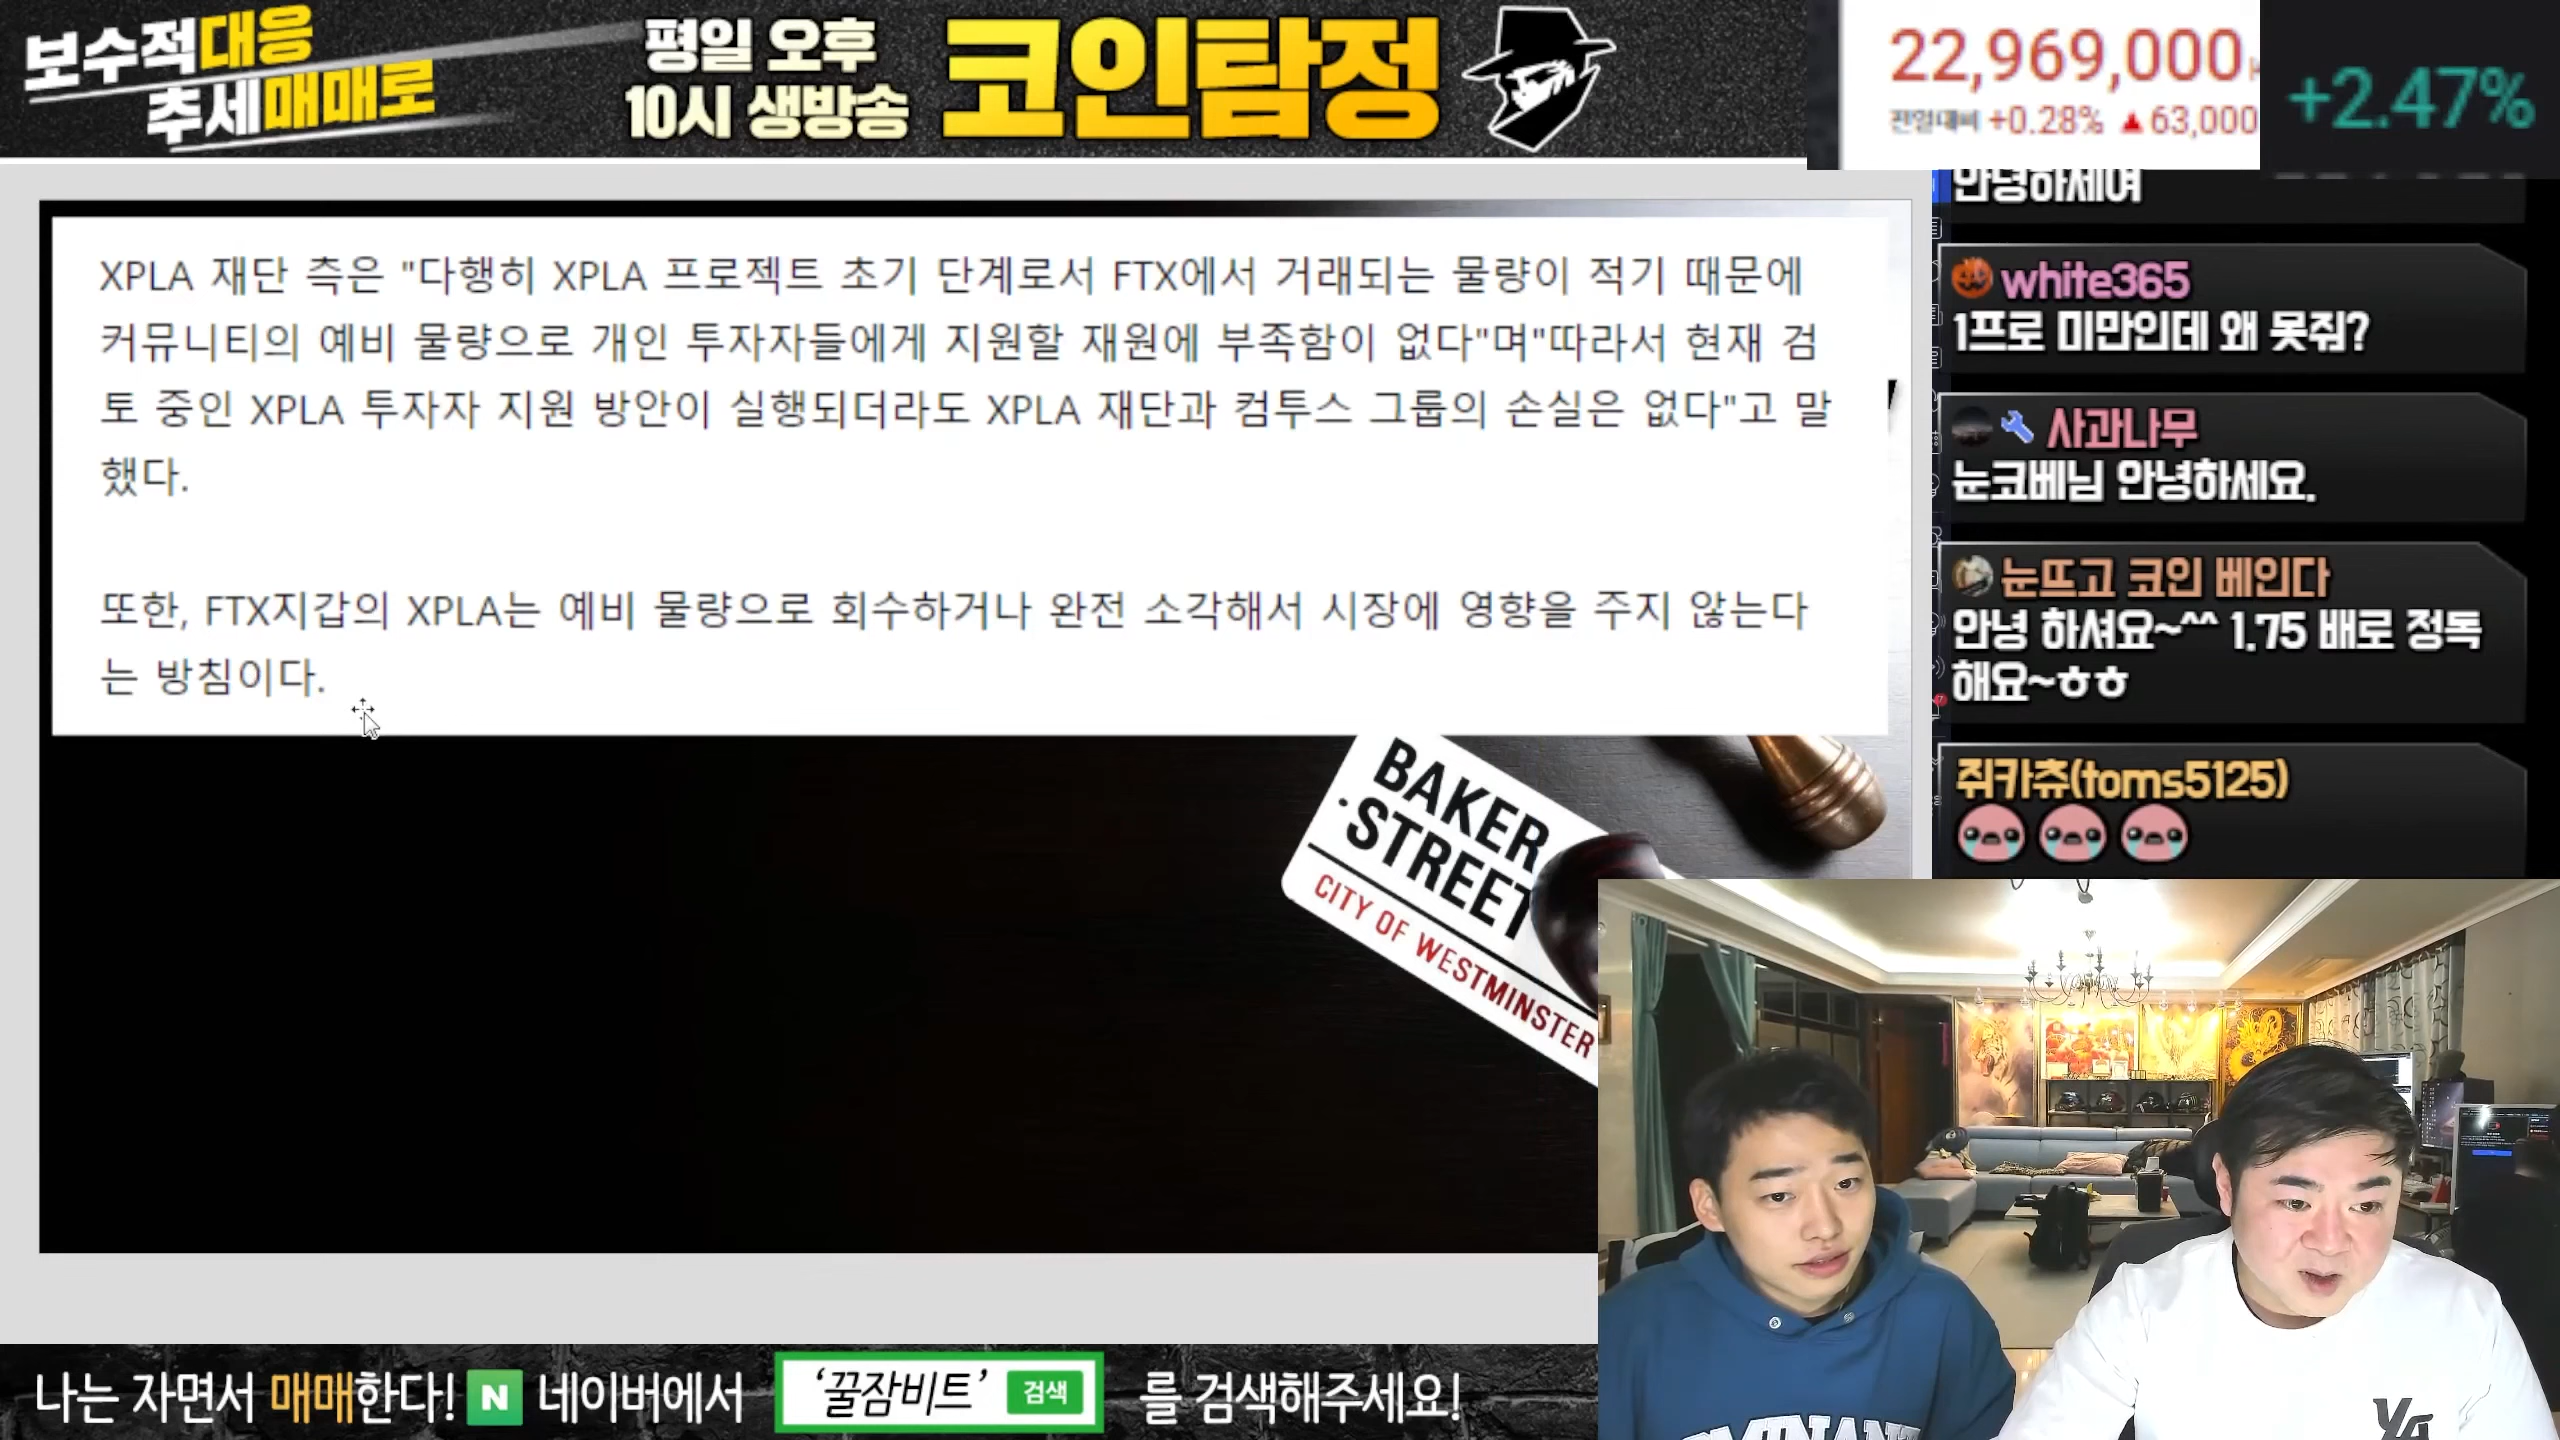 보수적대응
추세매매로
평일 오후
10시 생방송
코인탐정
22,969,000
전일대비 +0.28% ▲63,000
+2.47%
XPLA 재단 측은 "다행히 XPLA 프로젝트 초기 단계로서 FTX에서 거래되는 물량이 적기 때문에
커뮤니티의 예비 물량으로 개인 투자자들에게 지원할 재원에 부족함이 없다"며"따라서 현재 검
토 중인 XPLA 투자자 지원 방안이 실행되더라도 XPLA 재단과 컴투스 그룹의 손실은 없다"고 말
했다.
또한, FTX지갑의 XPLA는 예비 물량으로 회수하거나 완전 소각해서 시장에 영향을 주지 않는다
는 방침이다.
BAKER
STREET
CITY OF WESTMINSTER
안녕하세여
white365
1프로 미만인데 왜 못줘?
사과나무
눈코베님 안녕하세요.
눈뜨고 코인 베인다
안녕 하셔요~^^ 1.75 배로 정독
해요~ㅎㅎ
쥐카츄(toms5125)
나는 자면서 매매한다! N 네이버에서 '꿀잠비트' 검색 를 검색해주세요!